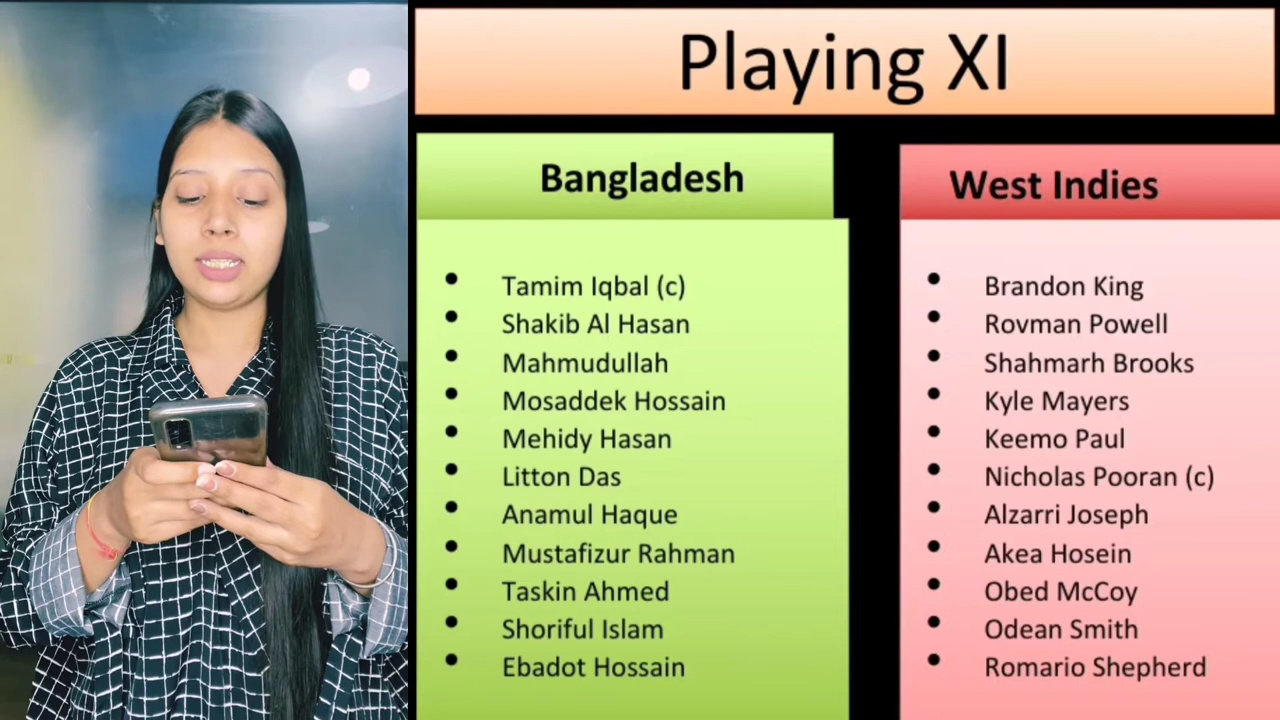 Playing XI
Bangladesh
Tamim Iqbal (c)
Shakib Al Hasan
Mahmudullah
Mosaddek Hossain
Mehidy Hasan
Litton Das
Anamul Haque
Mustafizur Rahman
Taskin Ahmed
Shoriful Islam
Ebadot Hossain
West Indies
Brandon King
Rovman Powell
Shahmarh Brooks
Kyle Mayers
Keemo Paul
Nicholas Pooran (c)
Alzarri Joseph
Akea Hosein
Obed McCoy
Odean Smith
Romario Shepherd